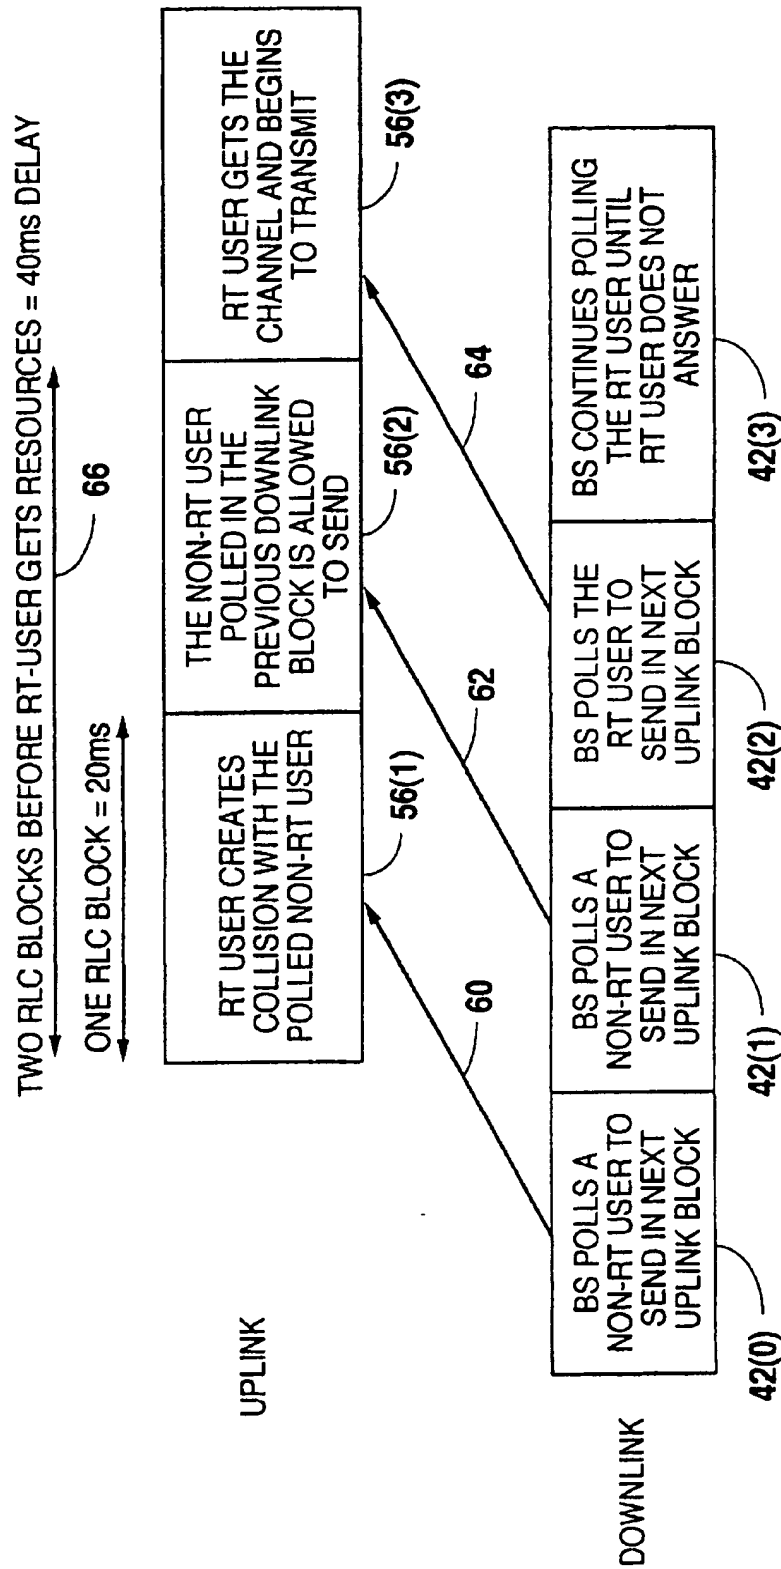 TWO RLC BLOCKS BEFORE RT-USER GETS RESOURCES = 40ms DELAY
66
ONE RLC BLOCK = 20ms
UPLINK
RT USER CREATES
COLLISION WITH THE
POLLED NON-RT USER
56(1)
THE NON-RT USER
POLLED IN THE
PREVIOUS DOWNLINK
BLOCK IS ALLOWED
TO SEND
56(2)
RT USER GETS THE
CHANNEL AND BEGINS
TO TRANSMIT
56(3)
60
62
64
DOWNLINK
BS POLLS A
NON-RT USER TO
SEND IN NEXT
UPLINK BLOCK
42(0)
BS POLLS A
NON-RT USER TO
SEND IN NEXT
UPLINK BLOCK
42(1)
BS POLLS THE
RT USER TO
SEND IN NEXT
UPLINK BLOCK
42(2)
BS CONTINUES POLLING
THE RT USER UNTIL
RT USER DOES NOT
ANSWER
42(3)